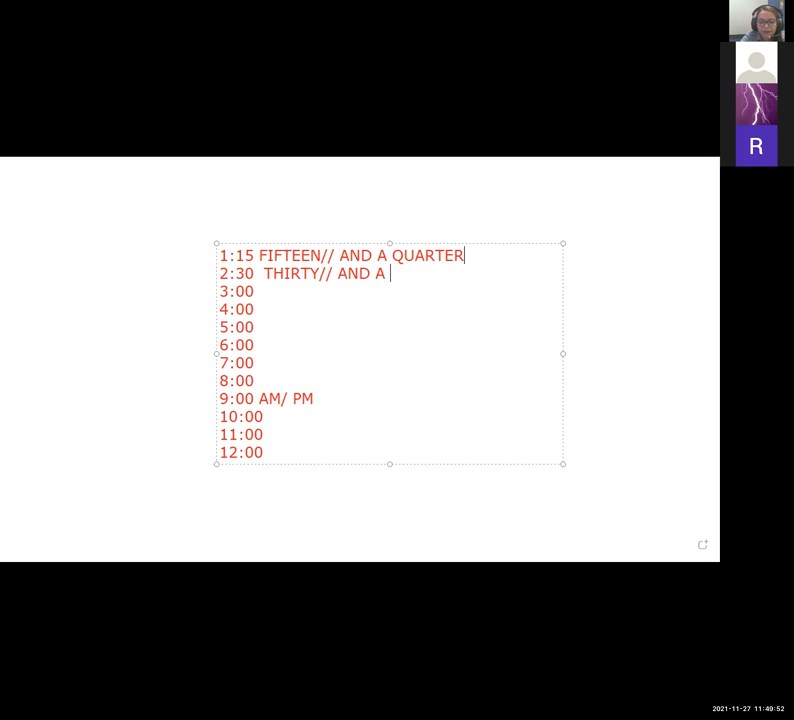 R
1:15 FIFTEEN// AND A QUARTER
2:30  THIRTY// AND A
3:00
4:00
5:00
6:00
7:00
8:00
9:00 AM/ PM
10:00
11:00
12:00
2021-11-27 11:49:52